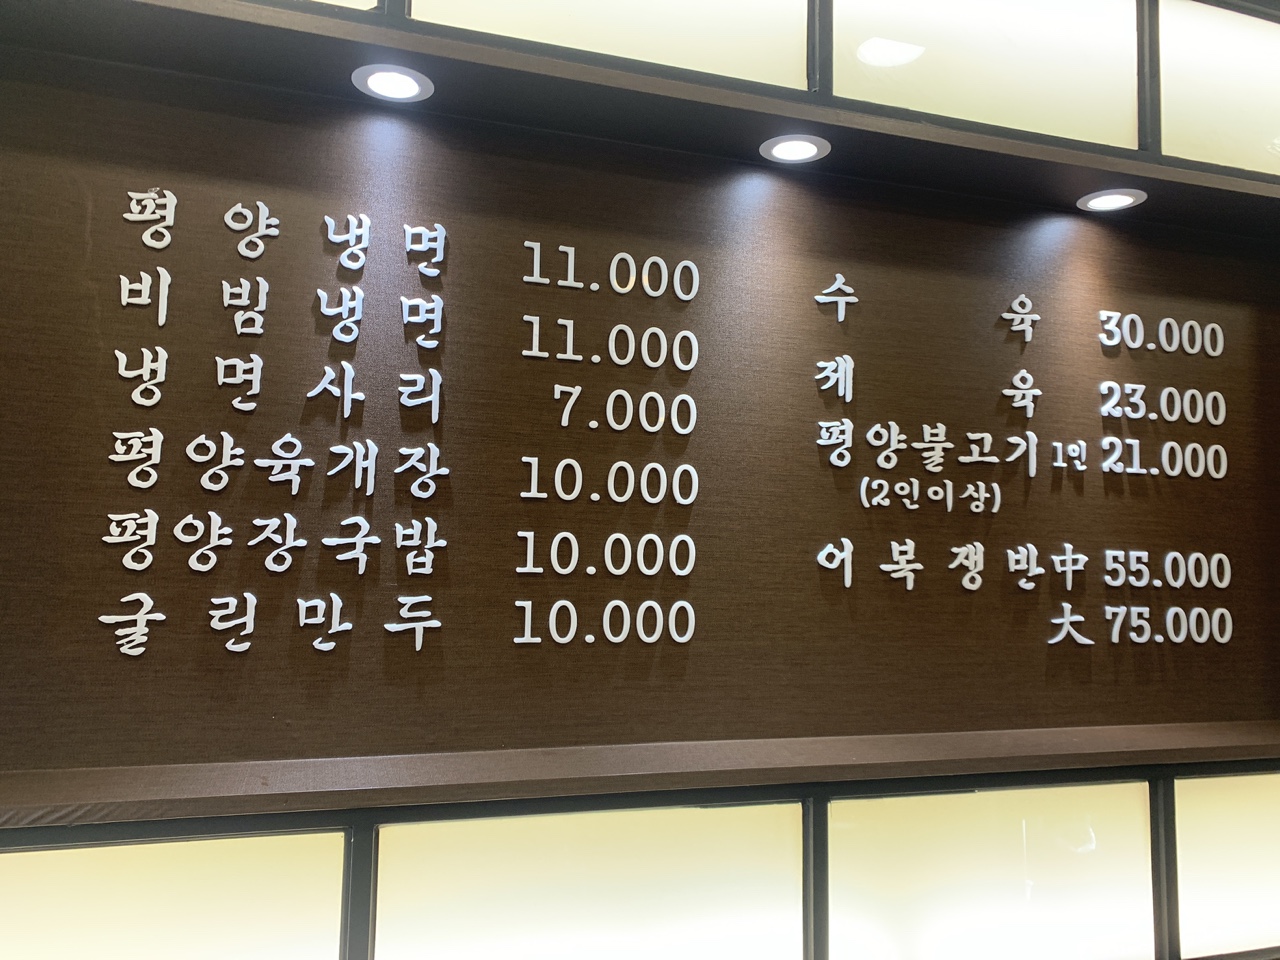 평양냉면 11.000
비빔냉면 11.000
냉면사리 7.000
평양육개장 10.000
평양장국밥 10.000
굴린만두 10.000
수육 30.000
제육 23.000
평양불고기 1인 21.000
(2인이상)
어복쟁반 中 55.000
大 75.000